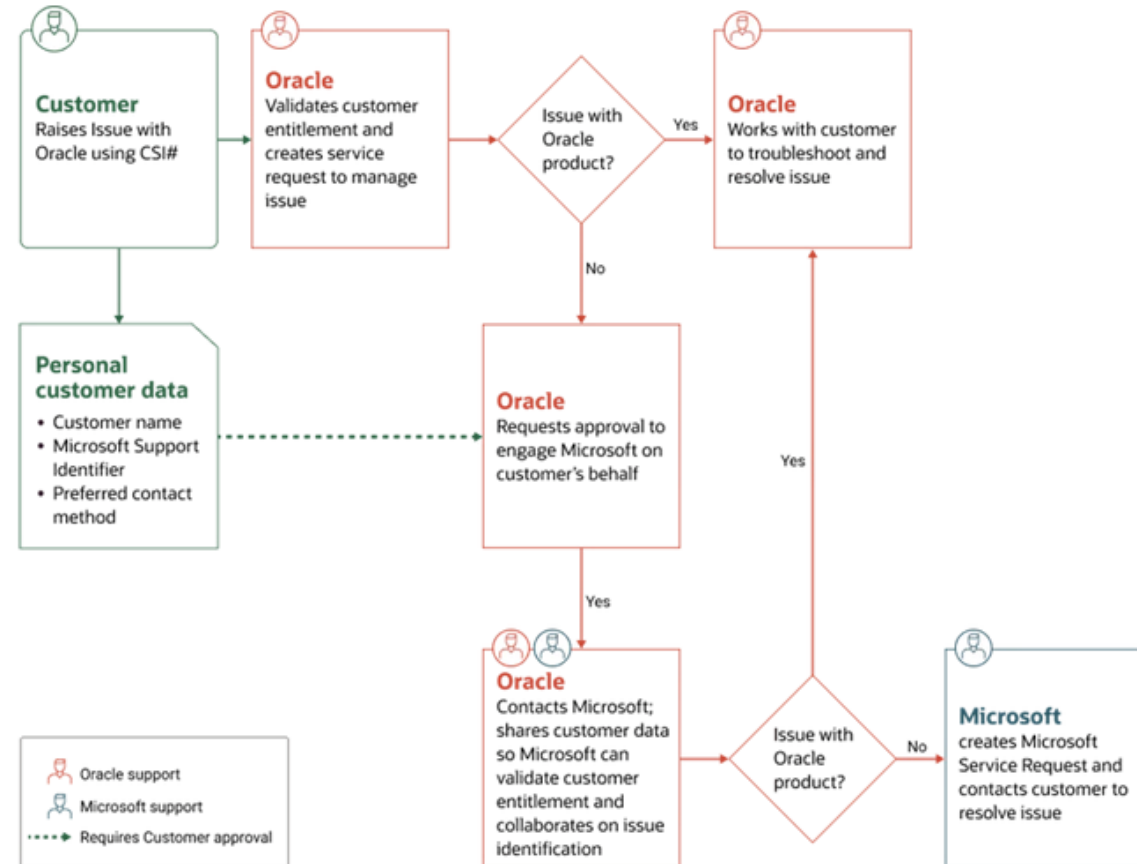 Customer
Raises Issue with
Oracle using CSI#
Oracle
Validates customer
entitlement and
creates service
request to manage
issue
Issue with
Oracle
product?
Yes
Oracle
Works with customer
to troubleshoot and
resolve issue
No
Personal
customer data
• Customer name
• Microsoft Support
Identifier
• Preferred contact
method
Oracle
Requests approval to
engage Microsoft on
customer's behalf
Yes
Yes
Oracle
Contacts Microsoft;
shares customer data
so Microsoft can
validate customer
entitlement and
collaborates on issue
identification
Issue with
Oracle
product?
No
Microsoft
creates Microsoft
Service Request and
contacts customer to
resolve issue
Oracle support
Microsoft support
Requires Customer approval